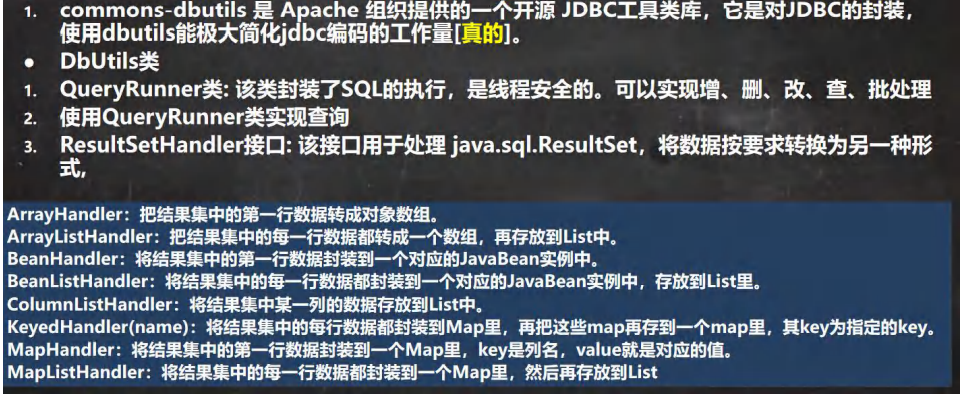 1. commons-dbutils 是 Apache 组织提供的一个开源 JDBC工具类库，它是对JDBC的封装，
使用dbutils能极大简化jdbc编码的工作量[真的]。
● DbUtils类
1. QueryRunner类: 该类封装了SQL的执行，是线程安全的。可以实现增、删、改、查、批处理
2. 使用QueryRunner类实现查询
3. ResultSetHandler接口: 该接口用于处理 java.sql.ResultSet，将数据按要求转换为另一种形
式,
ArrayHandler：把结果集中的第一行数据转成对象数组。
ArrayListHandler：把结果集中的每一行数据都转成一个数组，再存放到List中。
BeanHandler：将结果集中的第一行数据封装到一个对应的JavaBean实例中。
BeanListHandler：将结果集中的每一行数据都封装到一个对应的JavaBean实例中，存放到List里。
ColumnListHandler：将结果集中某一列的数据存放到List中。
KeyedHandler(name)：将结果集中的每行数据都封装到Map里，再把这些map再存到一个map里，其key为指定的key。
MapHandler：将结果集中的第一行数据封装到一个Map里，key是列名，value就是对应的值。
MapListHandler：将结果集中的每一行数据都封装到一个Map里，然后再存放到List